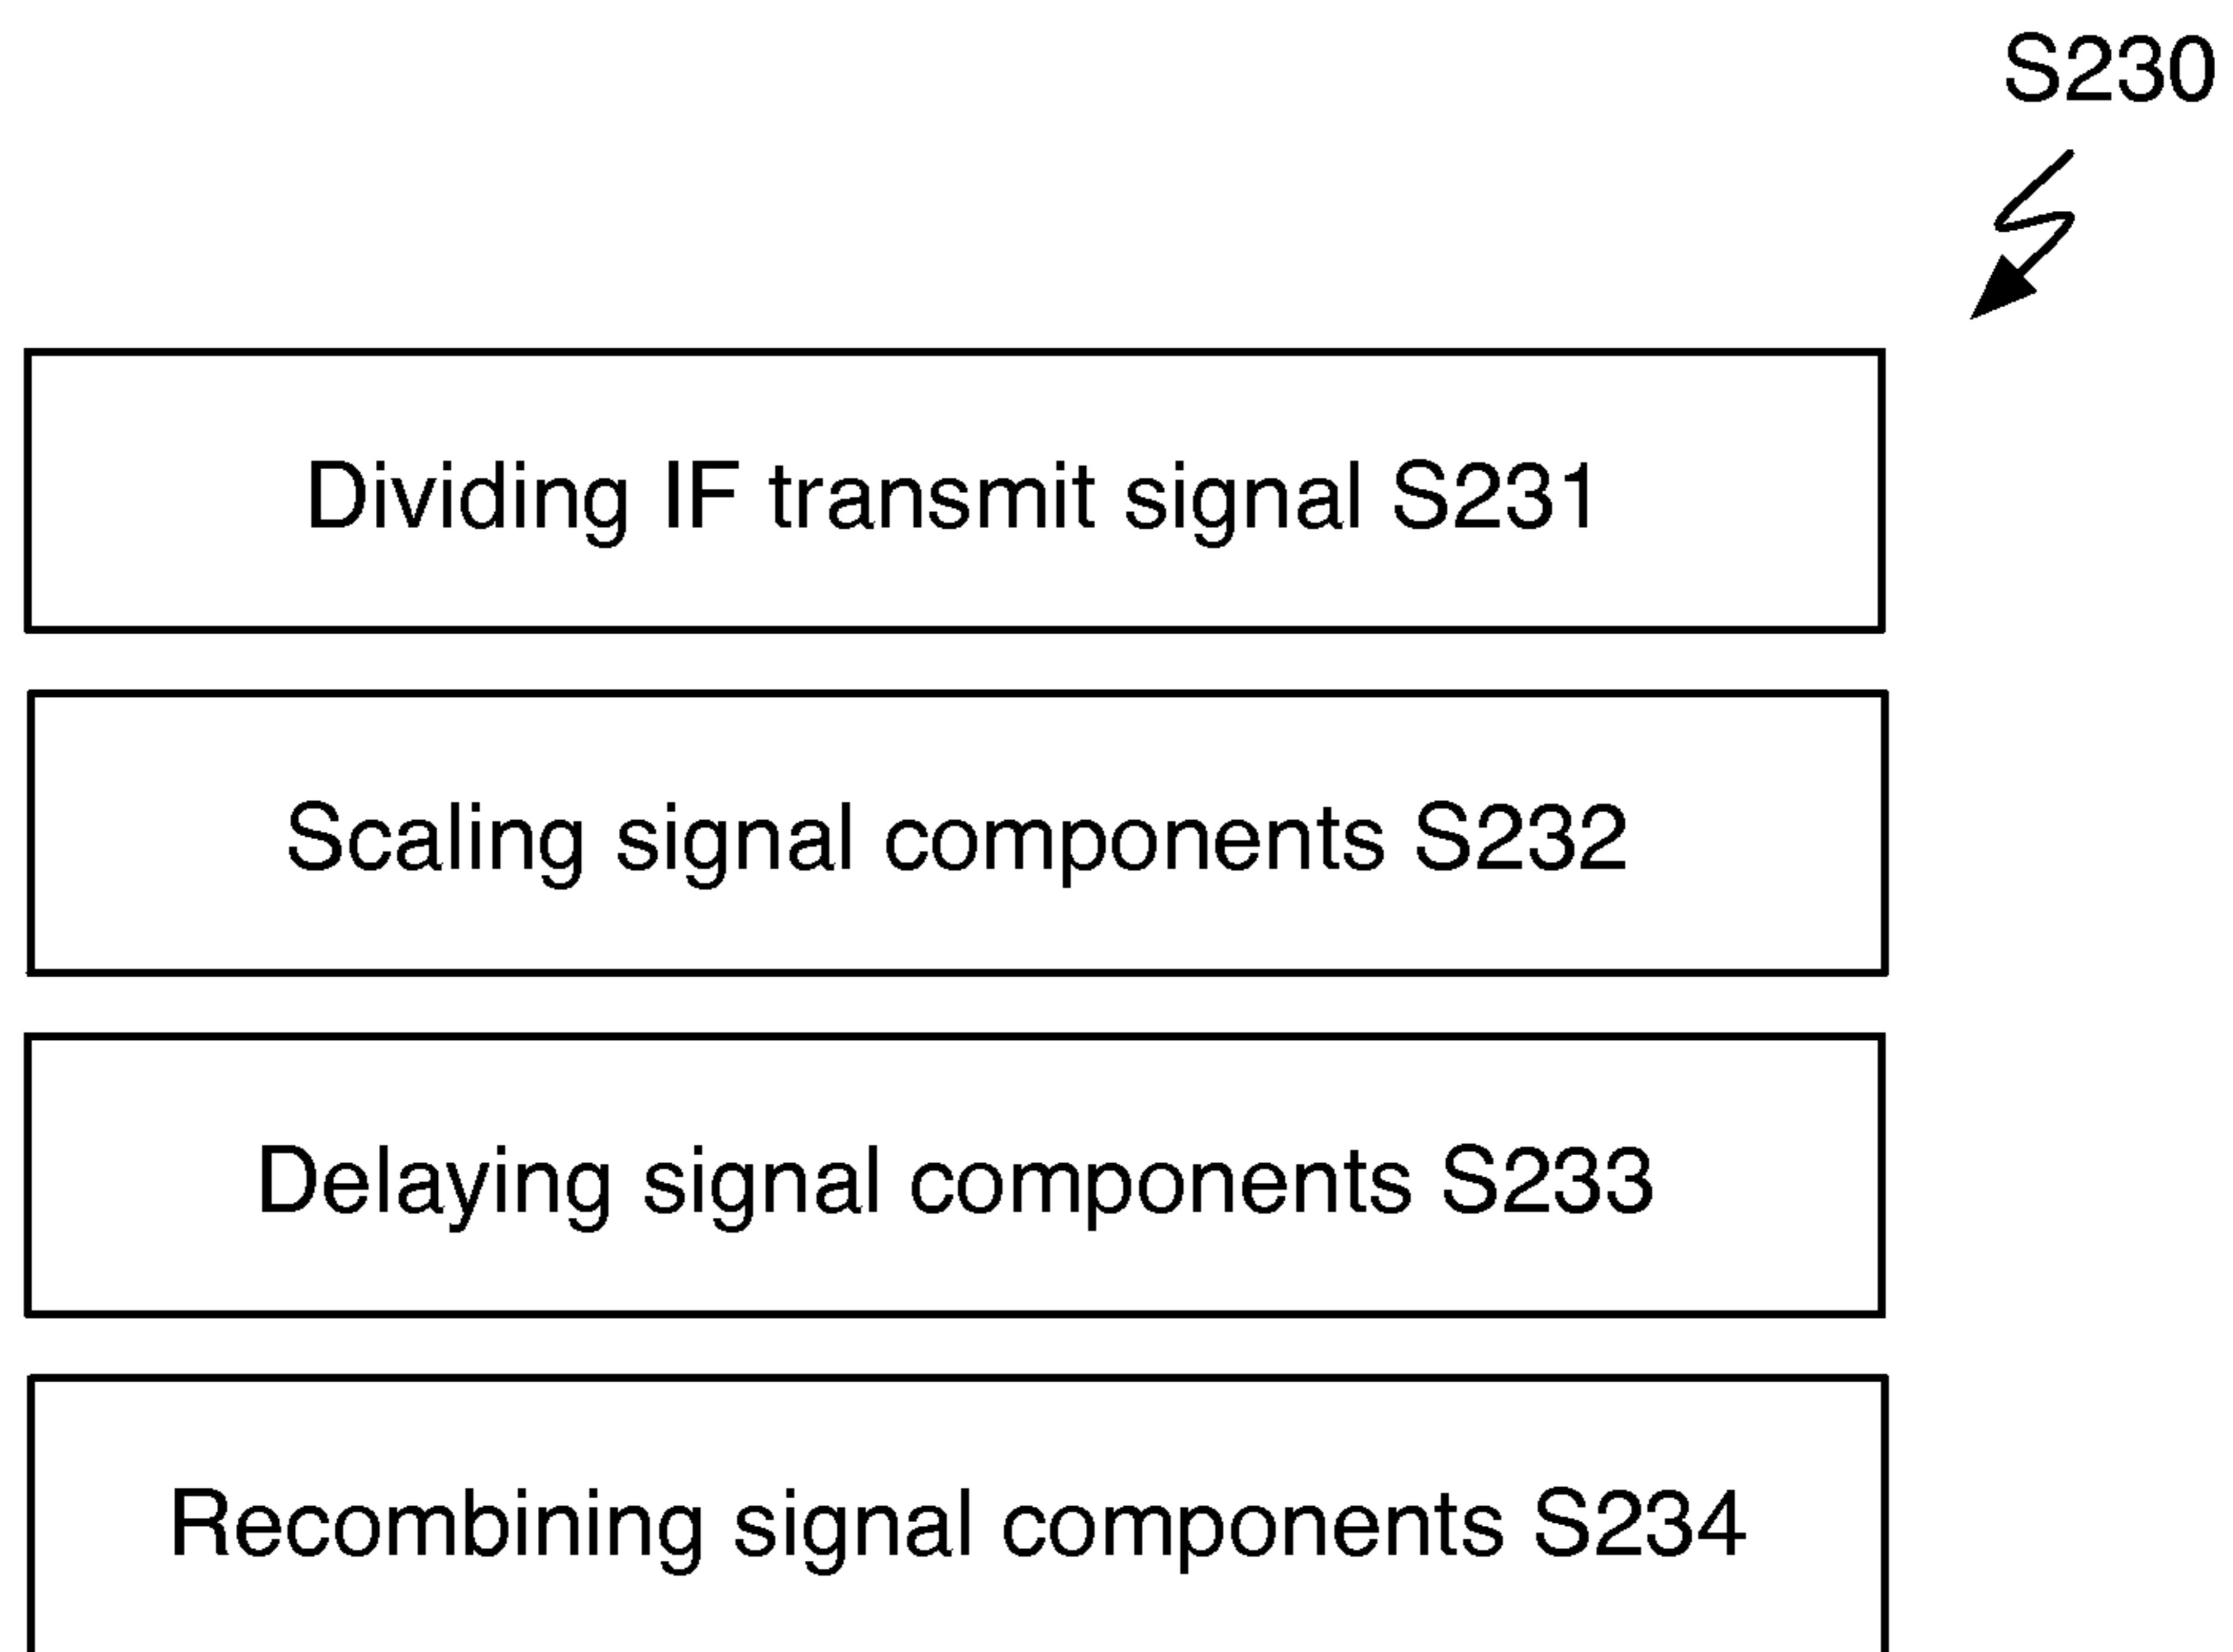 S230
Dividing IF transmit signal S231
Scaling signal components S232
Delaying signal components S233
Recombining signal components S234